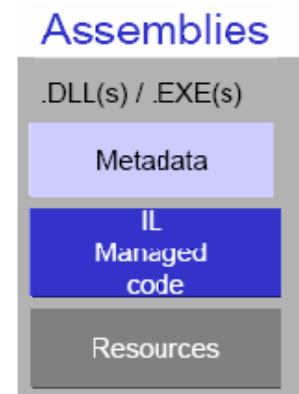 Assemblies
.DLL(s) / .EXE(s)
Metadata
IL
Managed
code
Resources